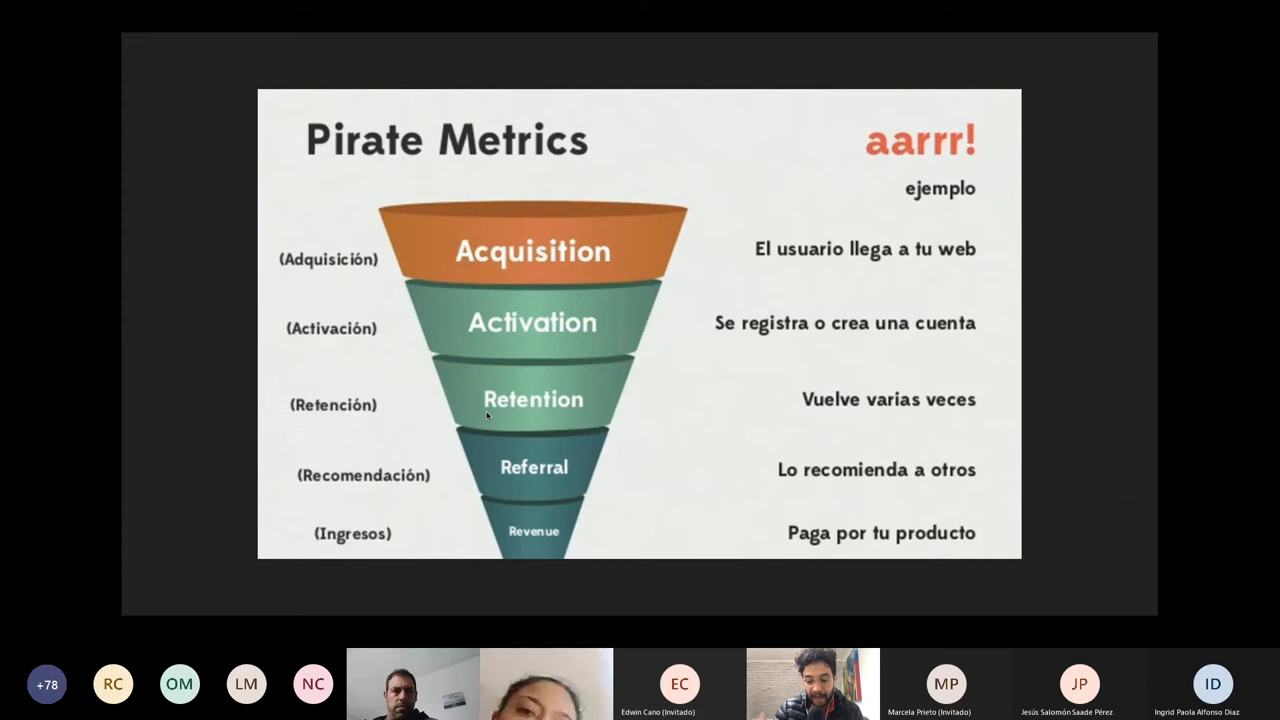 Pirate Metrics
aarrr!
ejemplo
(Adquisición)
Acquisition
El usuario llega a tu web
(Activación)
Activation
Se registra o crea una cuenta
(Retención)
Retention
Vuelve varias veces
(Recomendación)
Referral
Lo recomienda a otros
(Ingresos)
Revenue
Paga por tu producto
+78
RC
OM
LM
NC
EC
Edwin Cano (Invitado)
MP
Marcela Prieto (Invitado)
JP
Jesús Salomón Saade Pérez
ID
Ingrid Paola Alfonso Diaz